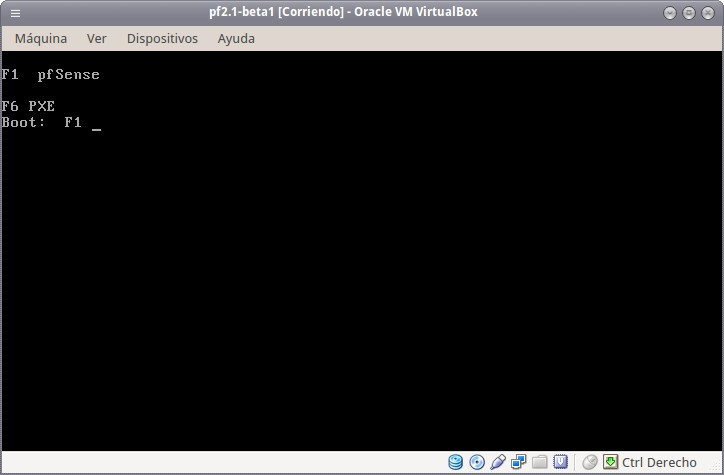 pf2.1-beta1 [Corriendo] - Oracle VM VirtualBox
Máquina Ver Dispositivos Ayuda
F1 pfSense
F6 PXE
Boot: F1 _
Ctrl Derecho